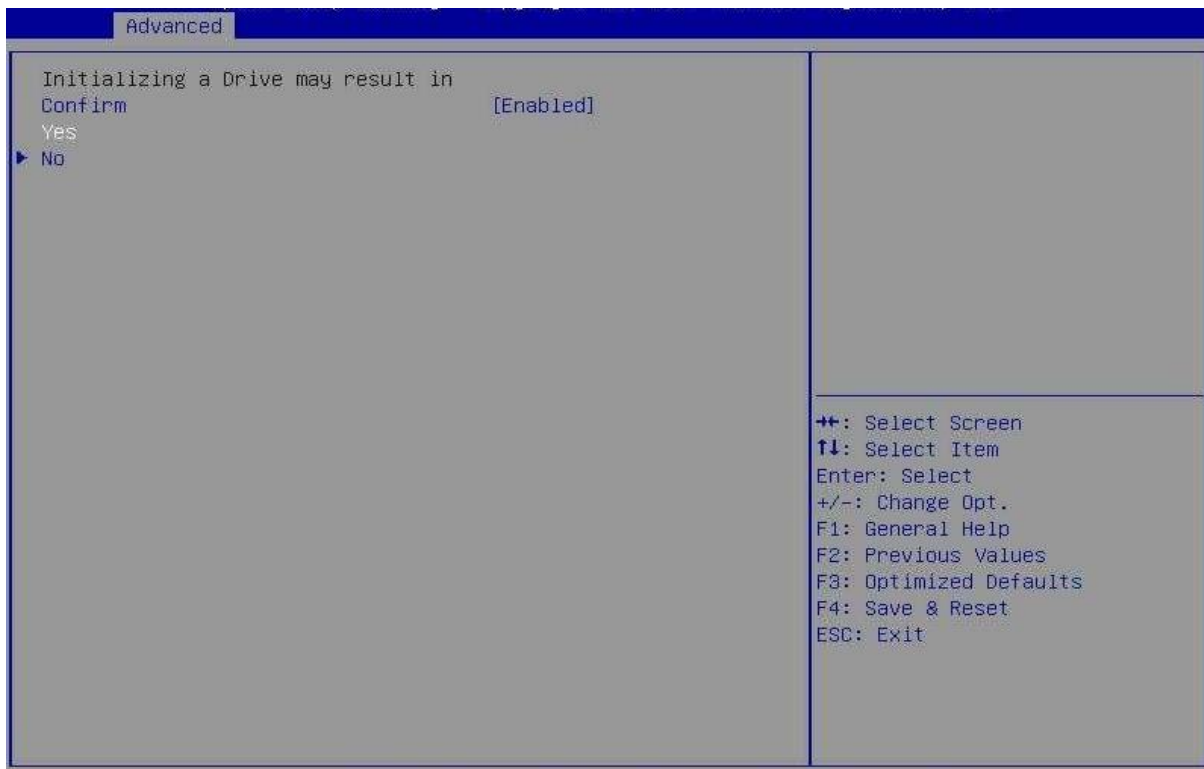 Advanced
Initializing a Drive may result in
Confirm [Enabled]
Yes
No
→←: Select Screen
↑↓: Select Item
Enter: Select
+/-: Change Opt.
F1: General Help
F2: Previous Values
F3: Optimized Defaults
F4: Save & Reset
ESC: Exit